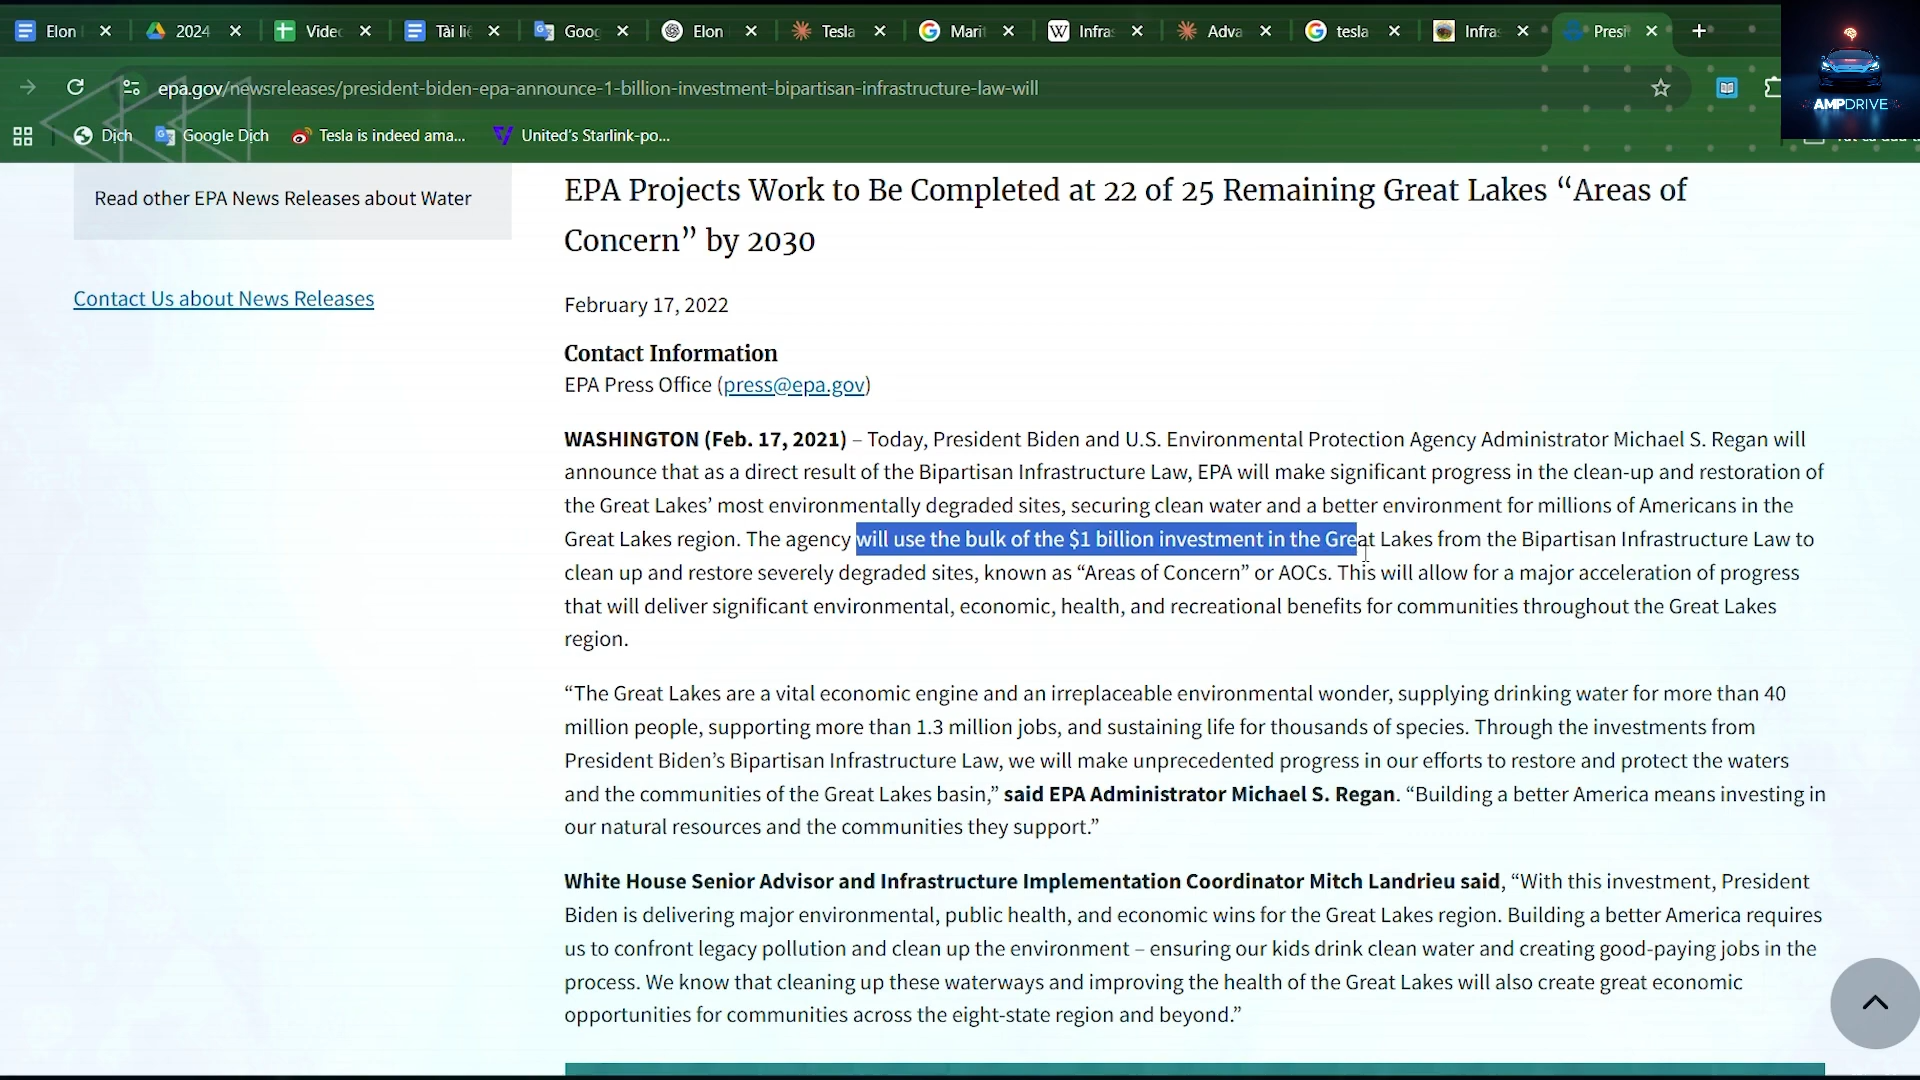 Elon
2024
Vide
Tài li
Goog
Elon
Tesla
Mari
Infra
Adva
tesla
Infra
Presi
epa.gov/newsreleases/president-biden-epa-announce-1-billion-investment-bipartisan-infrastructure-law-will
AMPDRIVE
Dịch
Google Dịch
Tesla is indeed ama...
United's Starlink-po...
Read other EPA News Releases about Water
Contact Us about News Releases
EPA Projects Work to Be Completed at 22 of 25 Remaining Great Lakes “Areas of
Concern” by 2030
February 17, 2022
Contact Information
EPA Press Office (press@epa.gov)
WASHINGTON (Feb. 17, 2021) – Today, President Biden and U.S. Environmental Protection Agency Administrator Michael S. Regan will
announce that as a direct result of the Bipartisan Infrastructure Law, EPA will make significant progress in the clean-up and restoration of
the Great Lakes’ most environmentally degraded sites, securing clean water and a better environment for millions of Americans in the
Great Lakes region. The agency will use the bulk of the $1 billion investment in the Great Lakes from the Bipartisan Infrastructure Law to
clean up and restore severely degraded sites, known as “Areas of Concern” or AOCs. This will allow for a major acceleration of progress
that will deliver significant environmental, economic, health, and recreational benefits for communities throughout the Great Lakes
region.
“The Great Lakes are a vital economic engine and an irreplaceable environmental wonder, supplying drinking water for more than 40
million people, supporting more than 1.3 million jobs, and sustaining life for thousands of species. Through the investments from
President Biden’s Bipartisan Infrastructure Law, we will make unprecedented progress in our efforts to restore and protect the waters
and the communities of the Great Lakes basin,” said EPA Administrator Michael S. Regan. “Building a better America means investing in
our natural resources and the communities they support.”
White House Senior Advisor and Infrastructure Implementation Coordinator Mitch Landrieu said, “With this investment, President
Biden is delivering major environmental, public health, and economic wins for the Great Lakes region. Building a better America requires
us to confront legacy pollution and clean up the environment – ensuring our kids drink clean water and creating good-paying jobs in the
process. We know that cleaning up these waterways and improving the health of the Great Lakes will also create great economic
opportunities for communities across the eight-state region and beyond.”